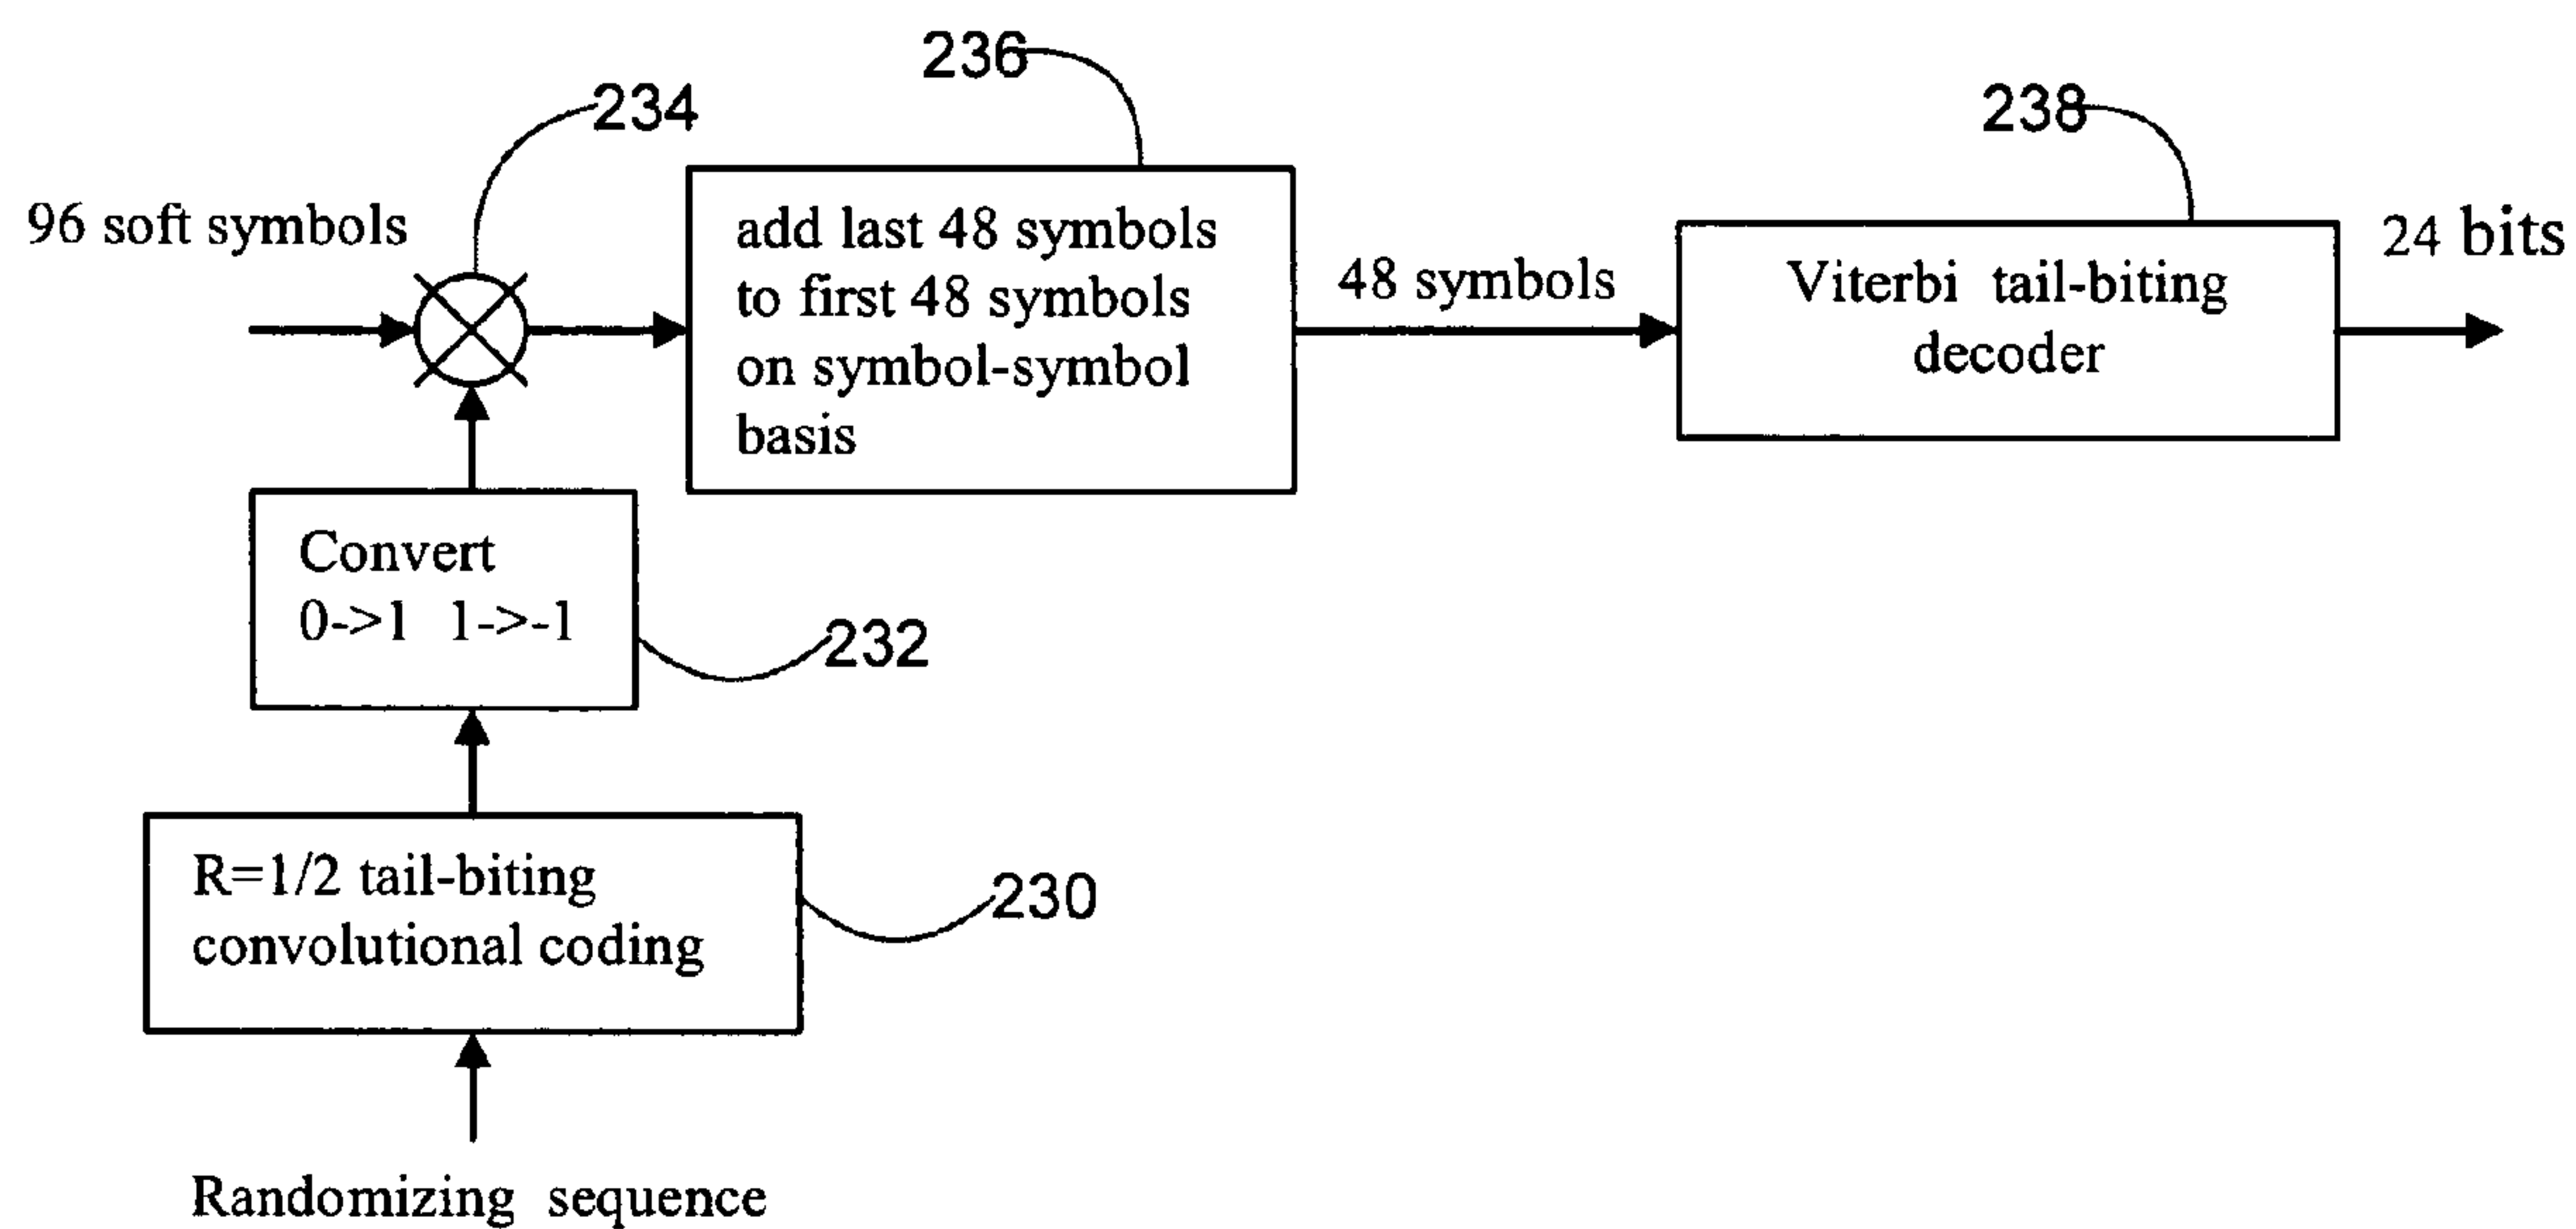 236
234
238
96 soft symbols
add last 48 symbols
to first 48 symbols
on symbol-symbol
basis
48 symbols
Viterbi tail-biting
decoder
24 bits
Convert
0->1 1->-1
232
R=1/2 tail-biting
convolutional coding
230
Randomizing sequence